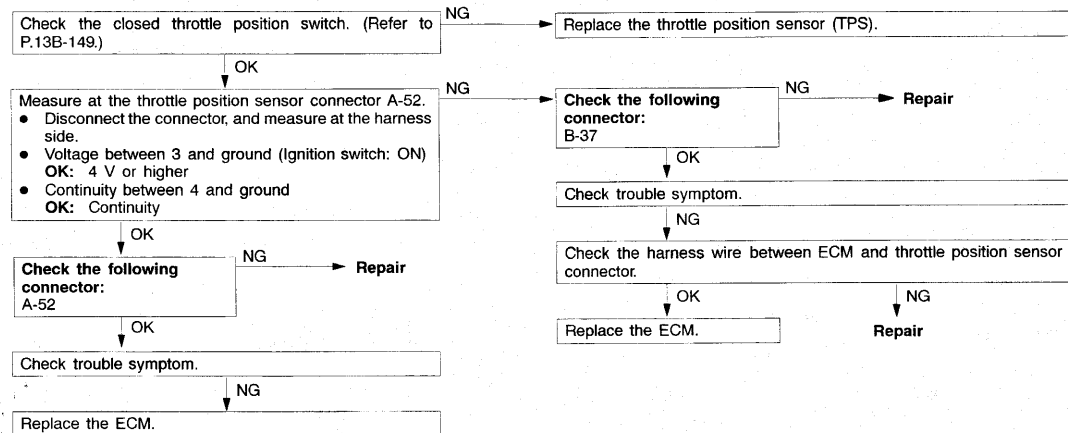 Check the closed throttle position switch. (Refer to
P.13B-149.)
NG
Replace the throttle position sensor (TPS).
OK
Measure at the throttle position sensor connector A-52.
● Disconnect the connector, and measure at the harness
side.
● Voltage between 3 and ground (Ignition switch: ON)
OK: 4 V or higher
● Continuity between 4 and ground
OK: Continuity
NG
Check the following
connector:
B-37
NG
Repair
OK
Check trouble symptom.
NG
Check the harness wire between ECM and throttle position sensor
connector.
OK
Replace the ECM.
NG
Repair
OK
Check the following
connector:
A-52
NG
Repair
OK
Check trouble symptom.
NG
Replace the ECM.